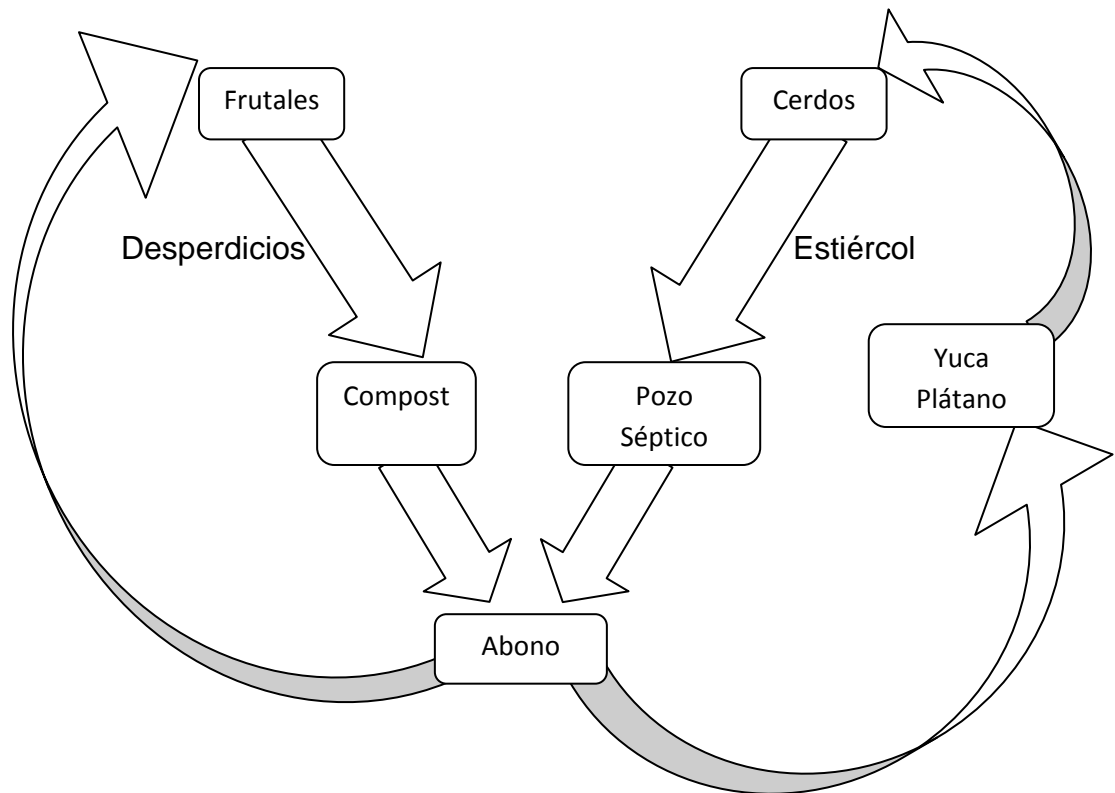 Frutales
Cerdos
Desperdicios
Estiércol
Compost
Pozo
Séptico
Yuca
Plátano
Abono